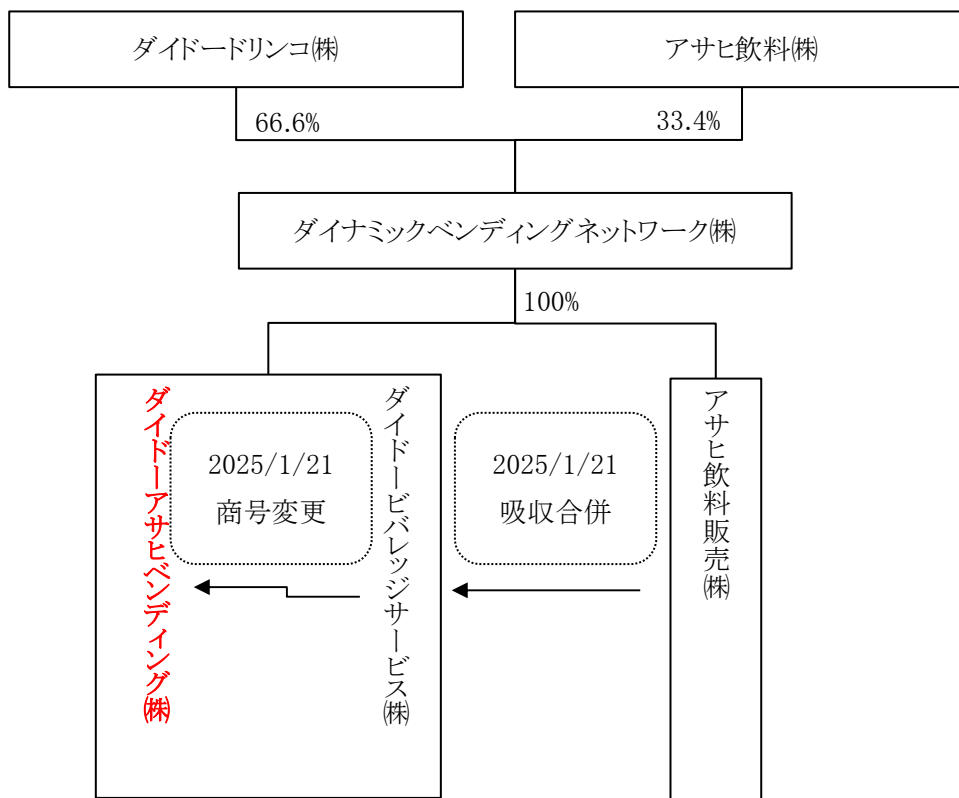 ダイドードリンコ㈱
アサヒ飲料㈱
66.6%
33.4%
ダイナミックベンディングネットワーク㈱
100%
ダイドーアサヒベンディング㈱
2025/1/21
商号変更
ダイドービバレッジサービス㈱
2025/1/21
吸収合併
アサヒ飲料販売㈱